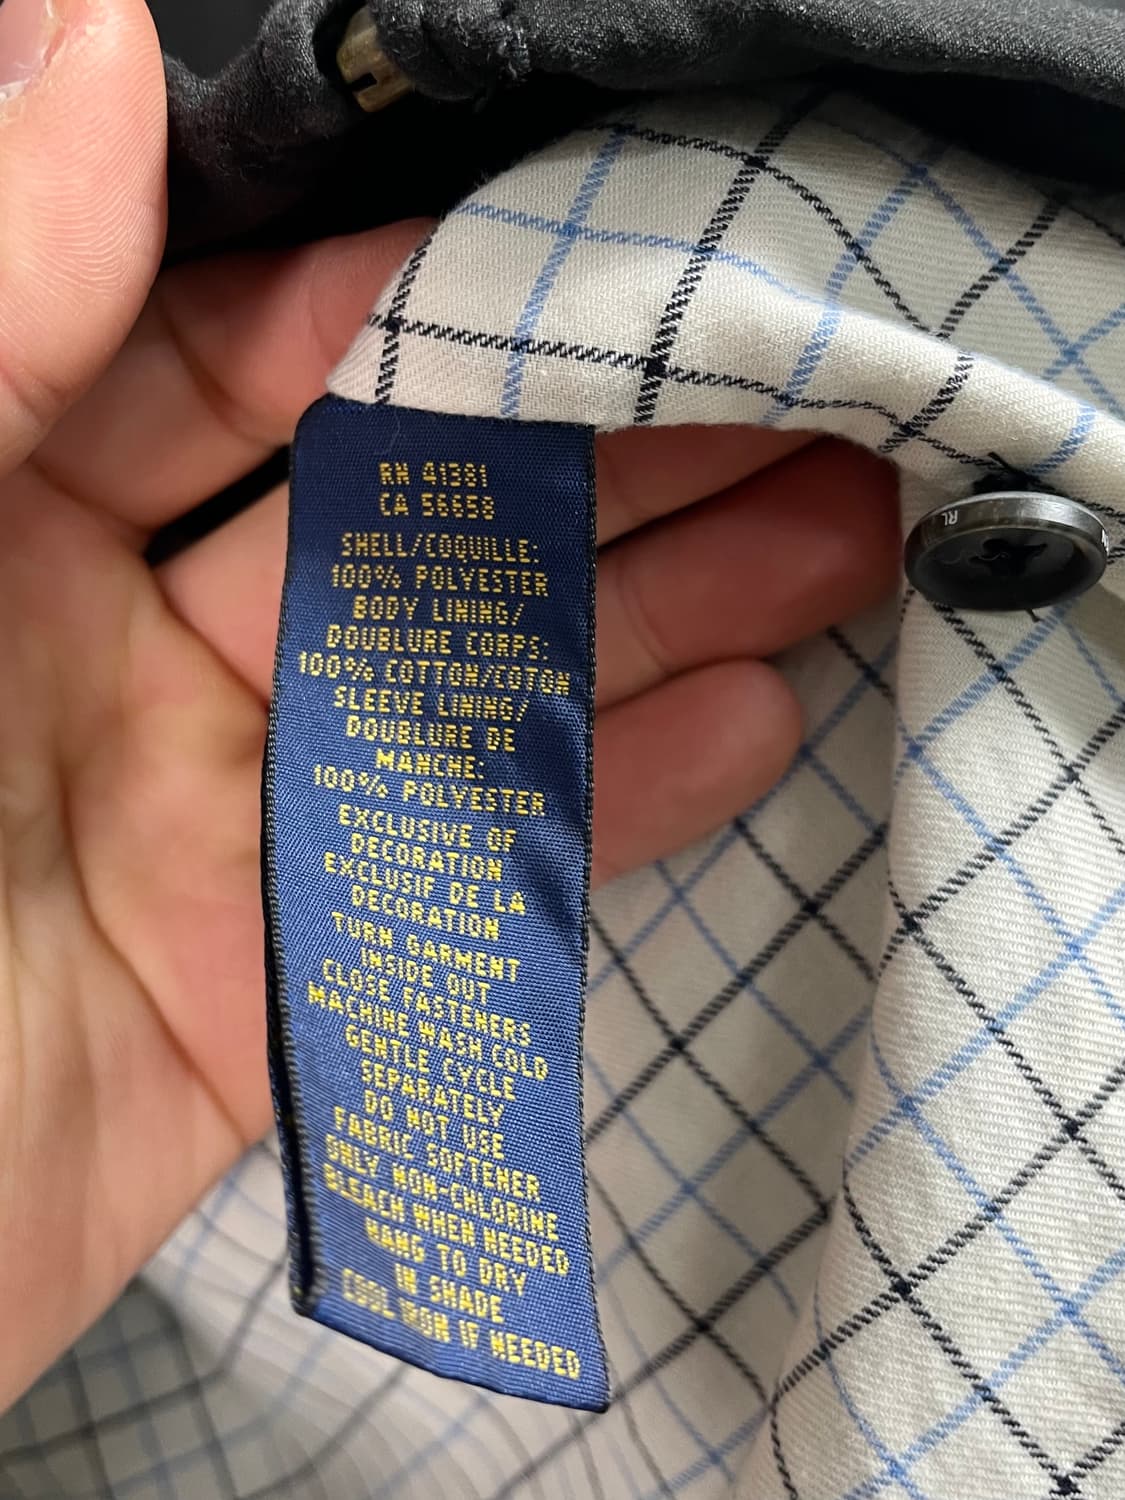 RN 41381
CA 56658
SHELL/COQUILLE:
100% POLYESTER
BODY LINING/
DOUBLURE CORPS:
100% COTTON/COTON
SLEEVE LINING/
DOUBLURE DE
MANCHE:
100% POLYESTER
EXCLUSIVE OF
DECORATION
EXCLUSIF DE LA
DECORATION
TURN GARMENT
INSIDE OUT
CLOSE FASTENERS
MACHINE WASH COLD
GENTLE CYCLE
SEPARATELY
DO NOT USE
FABRIC SOFTENER
ONLY NON-CHLORINE
BLEACH WHEN NEEDED
HANG TO DRY
IN SHADE
COOL IRON IF NEEDED
RL